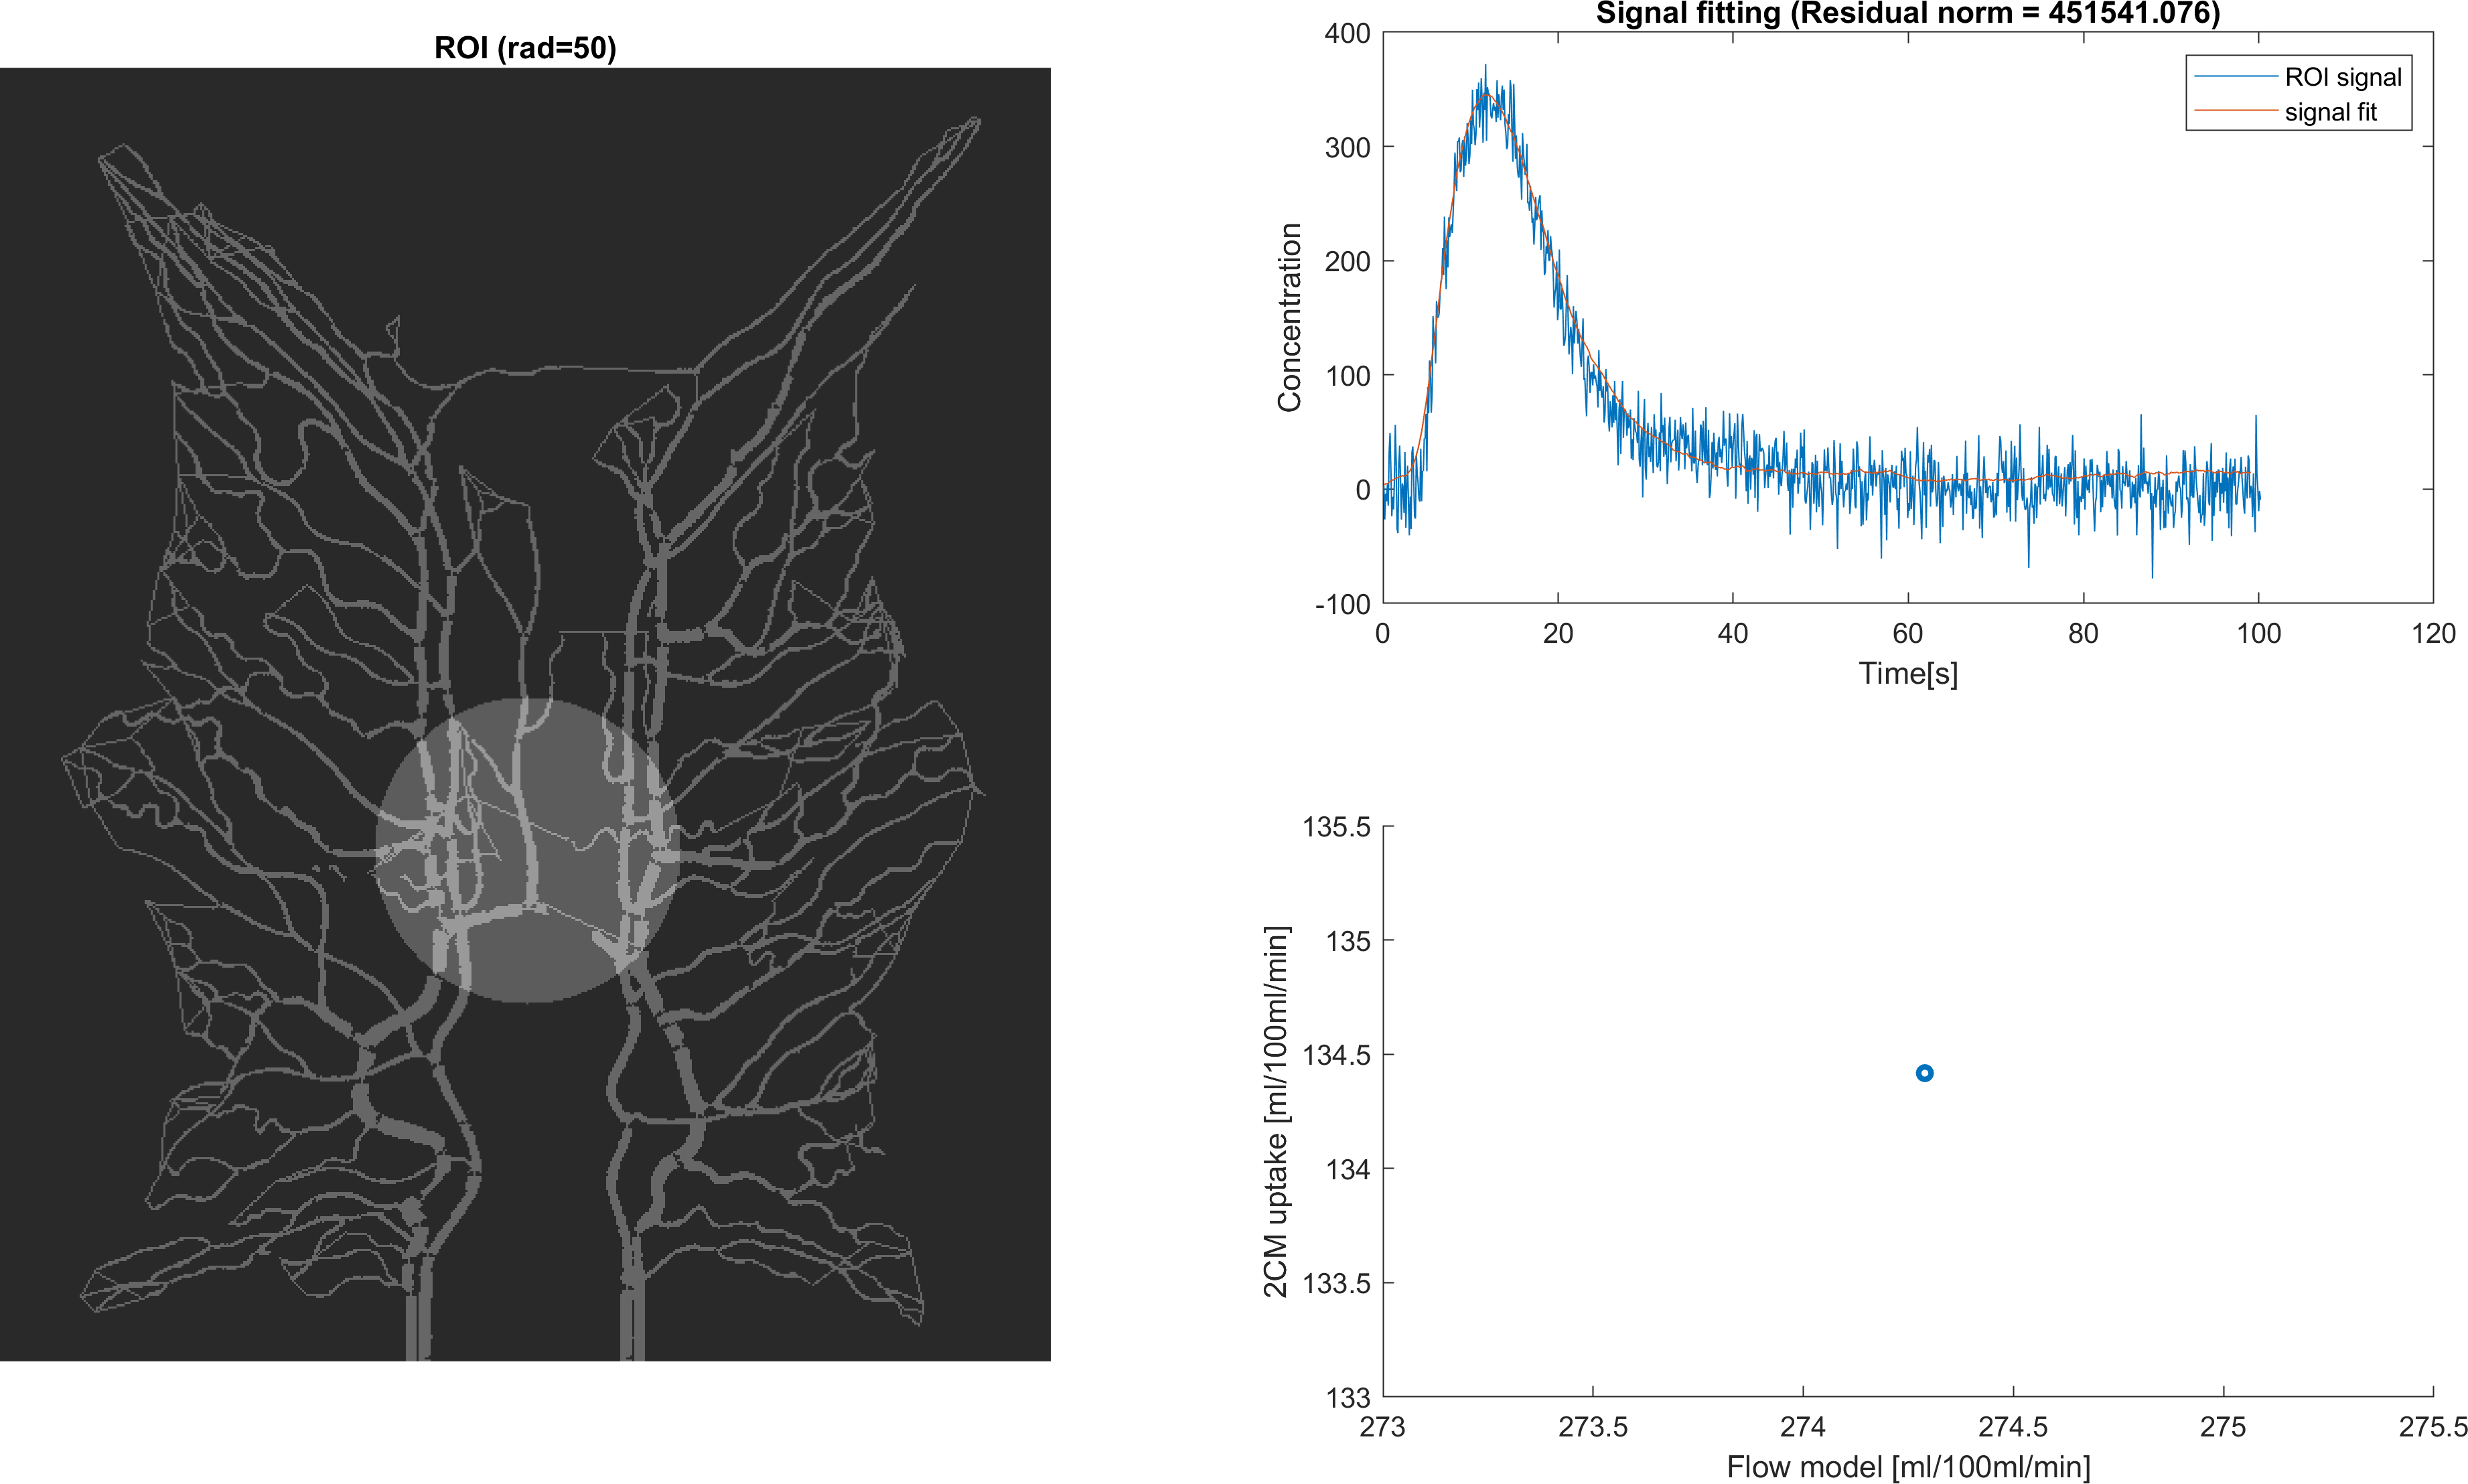 ROI (rad=50)
Signal fitting (Residual norm = 451541.076)
400
300
200
100
0
-100
Concentration
ROI signal
signal fit
0 20 40 60 80 100 120
Time[s]
135.5
135
134.5
134
133.5
133
2CM uptake [ml/100ml/min]
273 273.5 274 274.5 275 275.5
Flow model [ml/100ml/min]